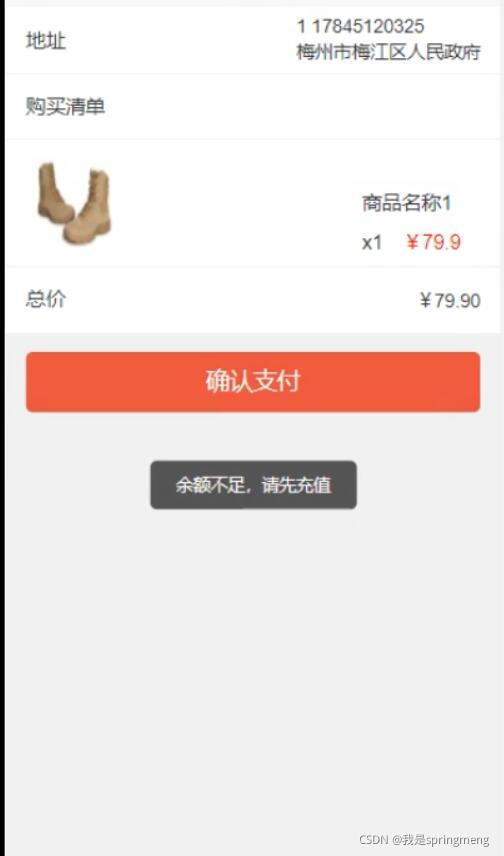 地址
1 17845120325
梅州市梅江区人民政府
购买清单
商品名称1
x1 ￥79.9
总价 ￥79.90
确认支付
余额不足，请先充值
CSDN @我是springmeng